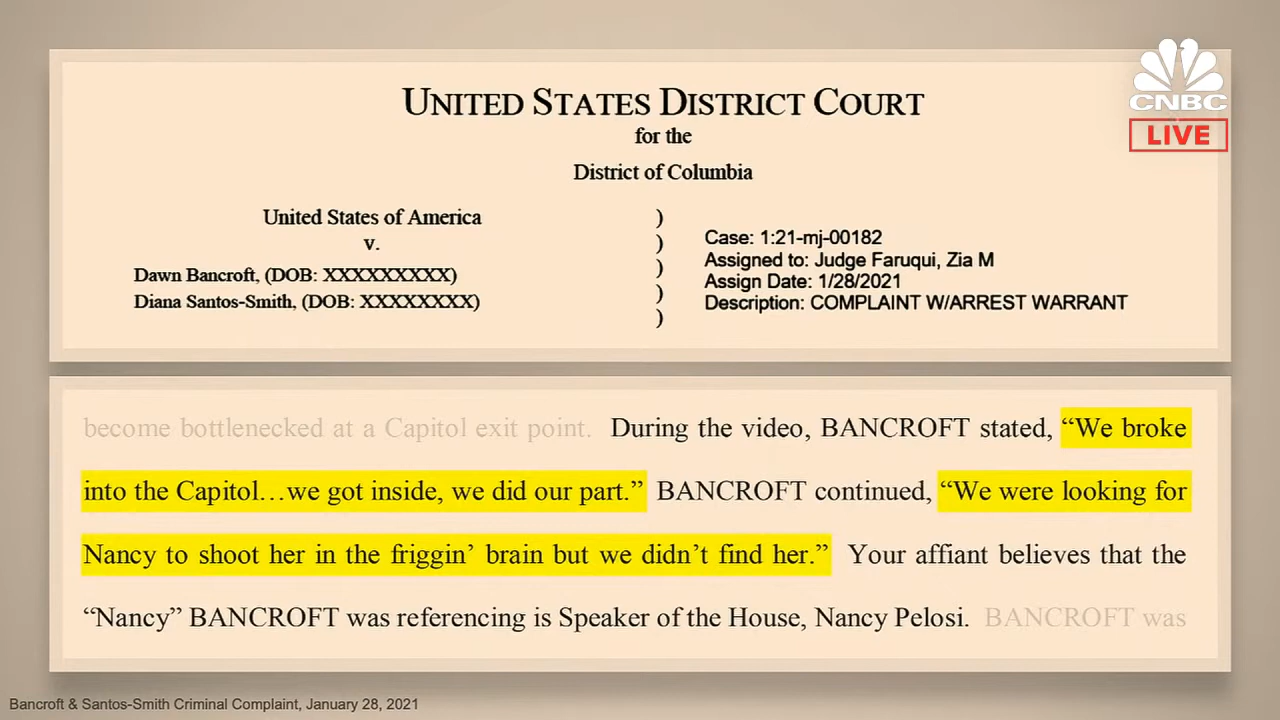 CNBC
LIVE
UNITED STATES DISTRICT COURT
for the
District of Columbia
United States of America
v.
Dawn Bancroft, (DOB: XXXXXXXXX)
Diana Santos-Smith, (DOB: XXXXXXXX)
)
)
)
)
)
Case: 1:21-mj-00182
Assigned to: Judge Faruqui, Zia M
Assign Date: 1/28/2021
Description: COMPLAINT W/ARREST WARRANT
become bottlenecked at a Capitol exit point. During the video, BANCROFT stated, “We broke
into the Capitol…we got inside, we did our part.” BANCROFT continued, “We were looking for
Nancy to shoot her in the friggin’ brain but we didn’t find her.” Your affiant believes that the
“Nancy” BANCROFT was referencing is Speaker of the House, Nancy Pelosi. BANCROFT was
Bancroft & Santos-Smith Criminal Complaint, January 28, 2021